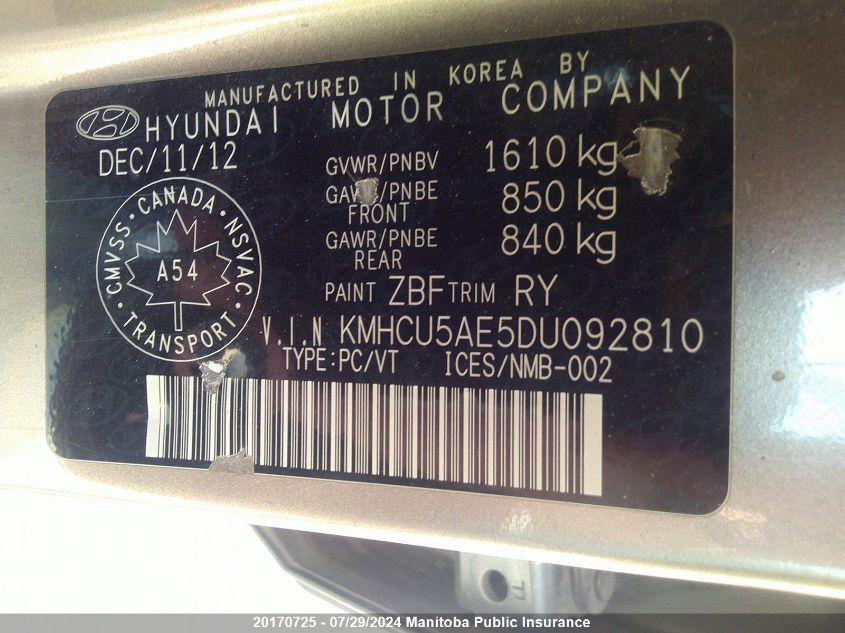 MANUFACTURED IN KOREA BY
HYUNDAI MOTOR COMPANY
DEC/11/12
GVWR/PNBV 1610 kg
GAWR/PNBE FRONT 850 kg
GAWR/PNBE REAR 840 kg
CMVSS • CANADA • NSVAC • TRANSPORT •
A54
PAINT ZBF TRIM RY
V.I.N KMHCU5AE5DU092810
TYPE:PC/VT ICES/NMB-002
20170725 - 07/29/2024 Manitoba Public Insurance